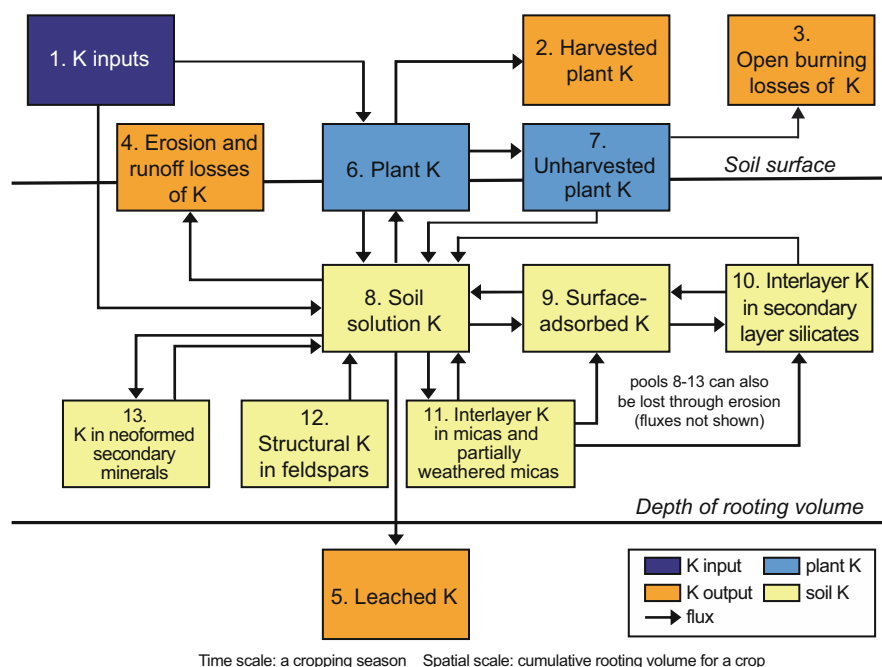 1. K inputs
2. Harvested
plant K
3.
Open burning
losses of K
4. Erosion and
runoff losses
of K
6. Plant K
7.
Unharvested
plant K
Soil surface
8. Soil
solution K
9. Surface-
adsorbed K
10. Interlayer K
in secondary
layer silicates
pools 8-13 can also
be lost through erosion
(fluxes not shown)
13.
K in neoformed
secondary
minerals
12.
Structural K
in feldspars
11. Interlayer K
in micas and
partially
weathered micas
Depth of rooting volume
5. Leached K
K input
plant K
K output
soil K
flux
Time scale: a cropping season Spatial scale: cumulative rooting volume for a crop